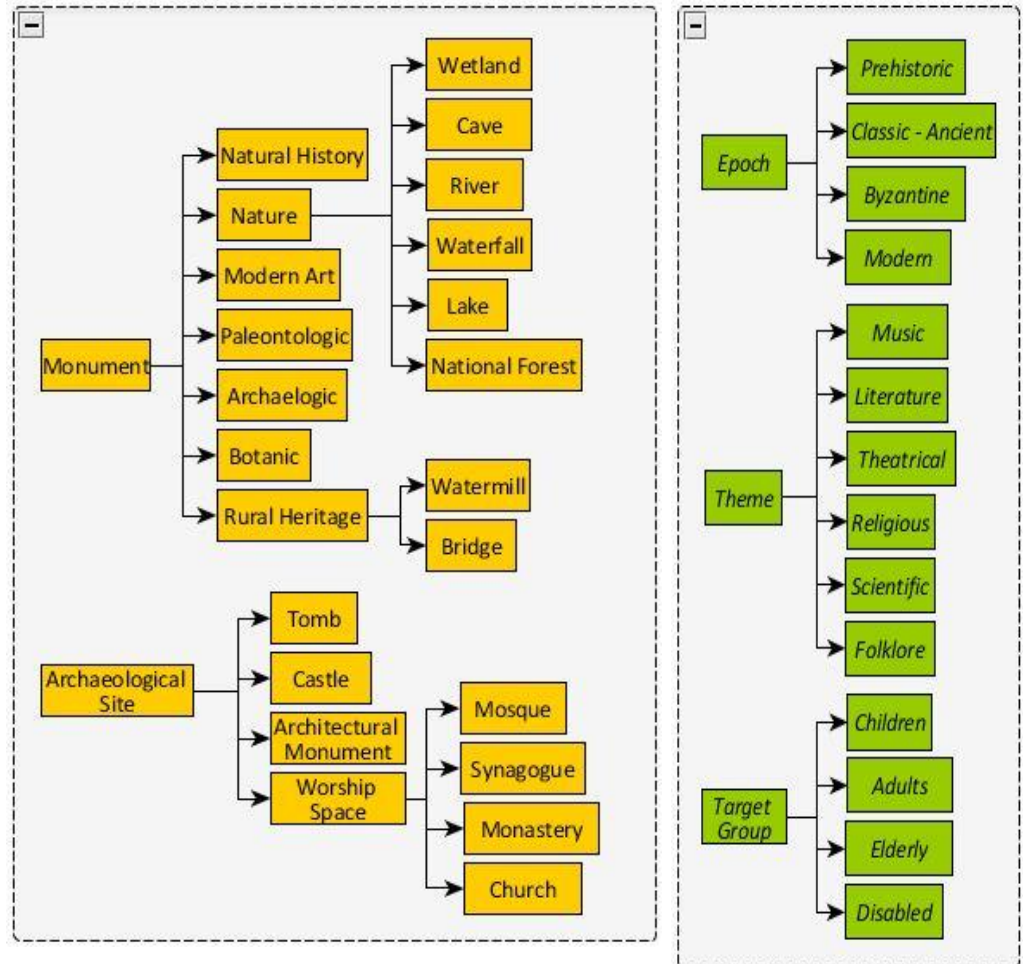 Wetland
Cave
Natural History
River
Nature
Waterfall
Modern Art
Lake
Paleontologic
Monument
National Forest
Archaelogic
Botanic
Watermill
Rural Heritage
Bridge
Tomb
Archaeological
Site
Castle
Mosque
Architectural
Monument
Synagogue
Worship
Space
Monastery
Church
Prehistoric
Classic - Ancient
Epoch
Byzantine
Modern
Music
Literature
Theatrical
Theme
Religious
Scientific
Folklore
Children
Adults
Target
Group
Elderly
Disabled